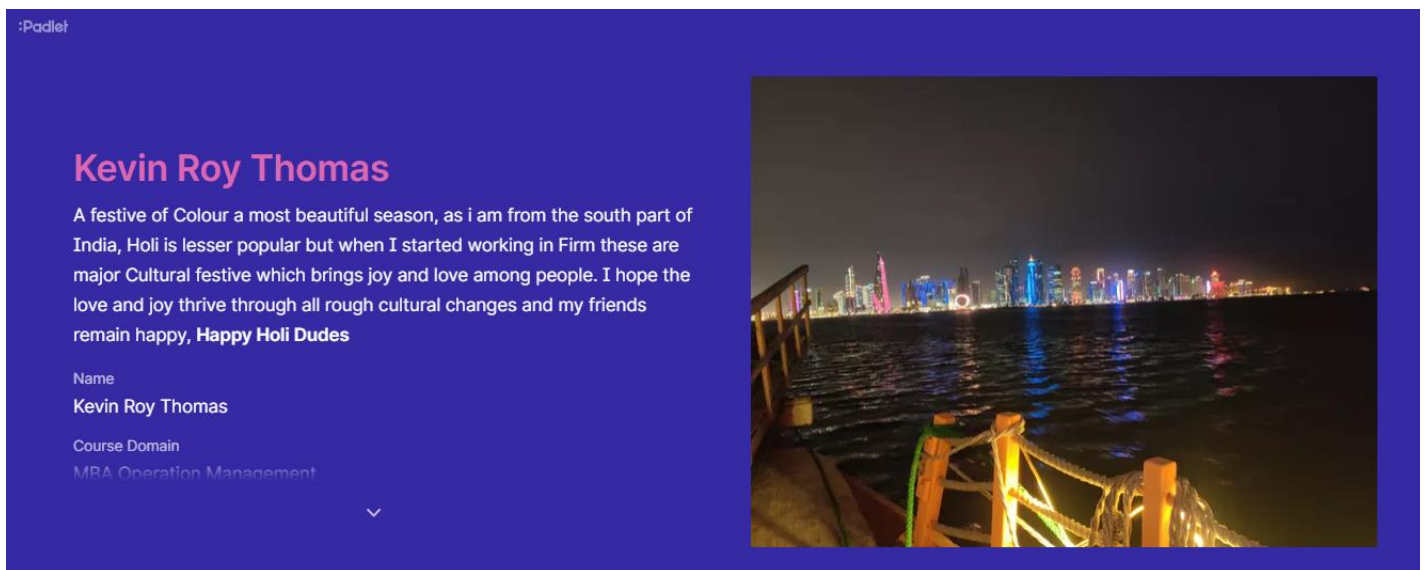 :Padlet
Kevin Roy Thomas
A festive of Colour a most beautiful season, as i am from the south part of
India, Holi is lesser popular but when I started working in Firm these are
major Cultural festive which brings joy and love among people. I hope the
love and joy thrive through all rough cultural changes and my friends
remain happy, Happy Holi Dudes
Name
Kevin Roy Thomas
Course Domain
MBA Operation Management